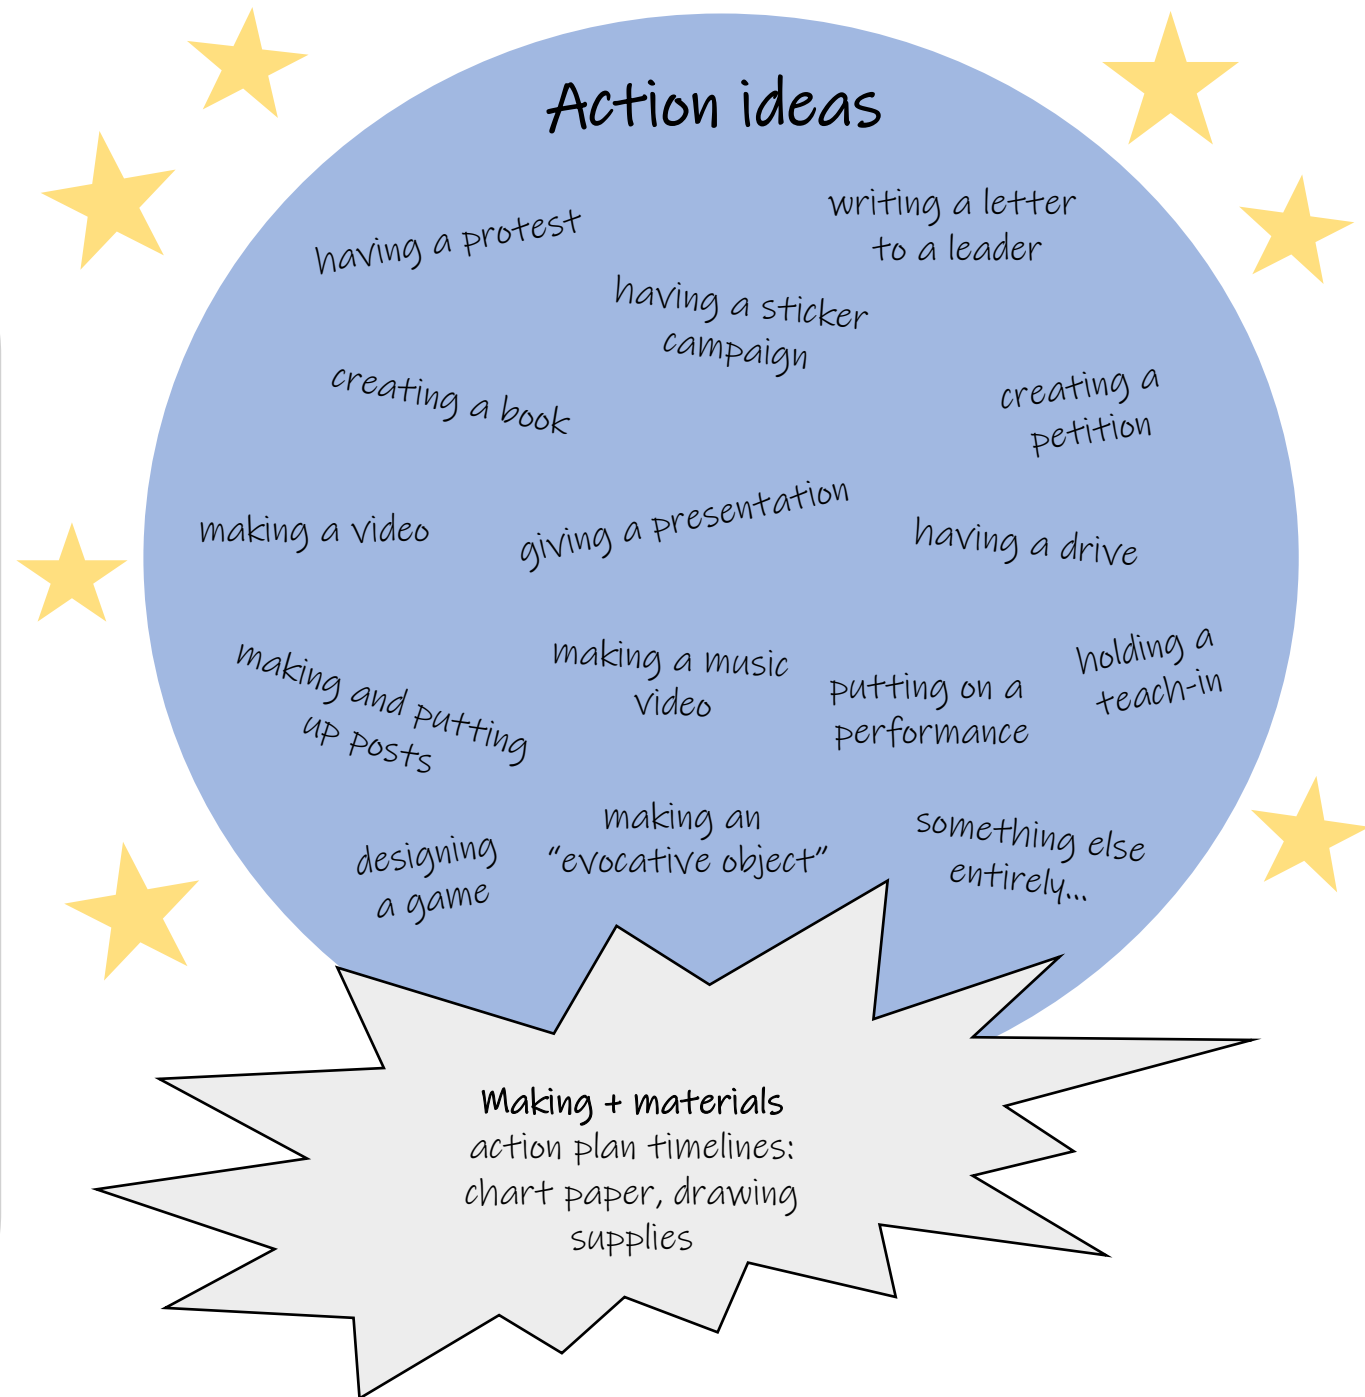 Action ideas
having a protest
writing a letter
to a leader
having a sticker
campaign
creating a book
creating a
petition
making a video
giving a presentation
having a drive
making and putting
up posts
making a music
video
putting on a
performance
holding a
teach-in
designing
a game
making an
“evocative object”
something else
entirely...
Making + materials
action plan timelines:
chart paper, drawing
supplies